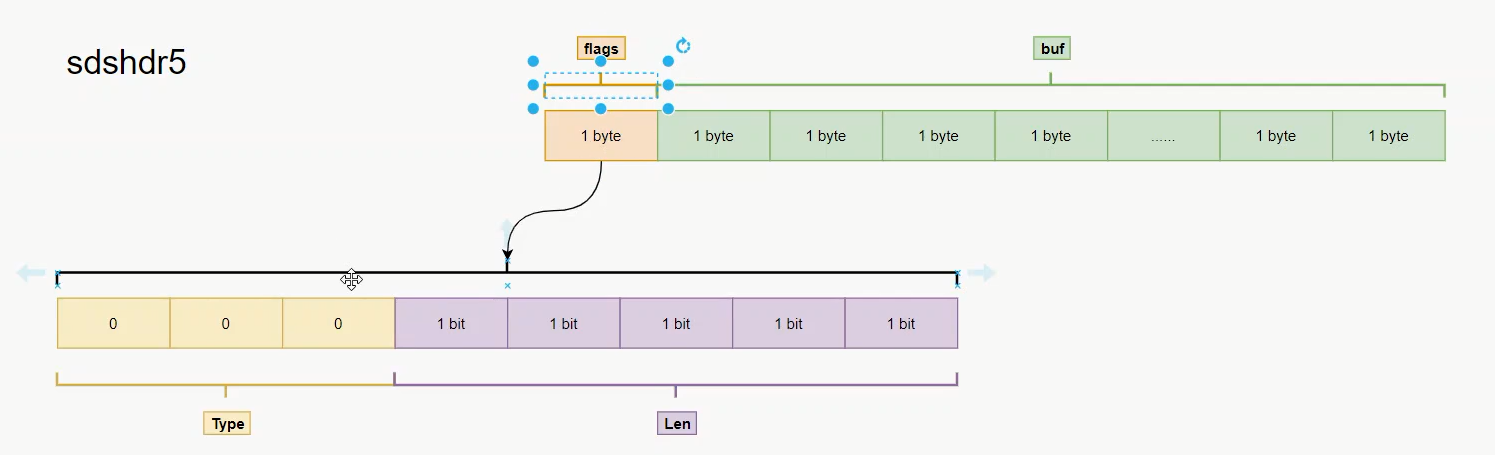 flags
buf
sdshdr5
1 byte 1 byte 1 byte 1 byte 1 byte ...... 1 byte 1 byte
0 0 0 1 bit 1 bit 1 bit 1 bit 1 bit
Type Len